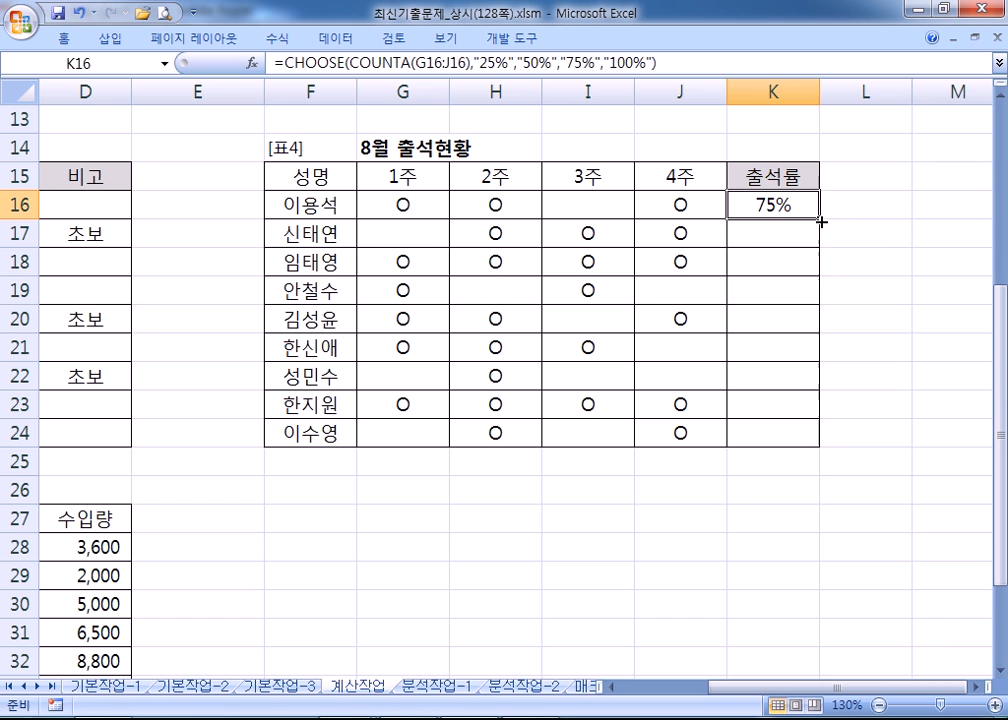 최신기출문제_상시(128쪽).xlsm - Microsoft Excel
홈 삽입 페이지 레이아웃 수식 데이터 검토 보기 개발 도구
K16 fx =CHOOSE(COUNTA(G16:J16),"25%","50%","75%","100%")
D E F G H I J K L M
13
14 [표4] 8월 출석현황
15 비고 성명 1주 2주 3주 4주 출석률
16 이용석 O O O 75%
17 초보 신태연 O O O
18 임태영 O O O O
19 안철수 O O
20 초보 김성윤 O O O
21 한신애 O O O
22 초보 성민수 O
23 한지원 O O O O
24 이수영 O O
25
26
27 수입량
28 3,600
29 2,000
30 5,000
31 6,500
32 8,800
기본작업-1 기본작업-2 기본작업-3 계산작업 분석작업-1 분석작업-2 매크
준비 130%